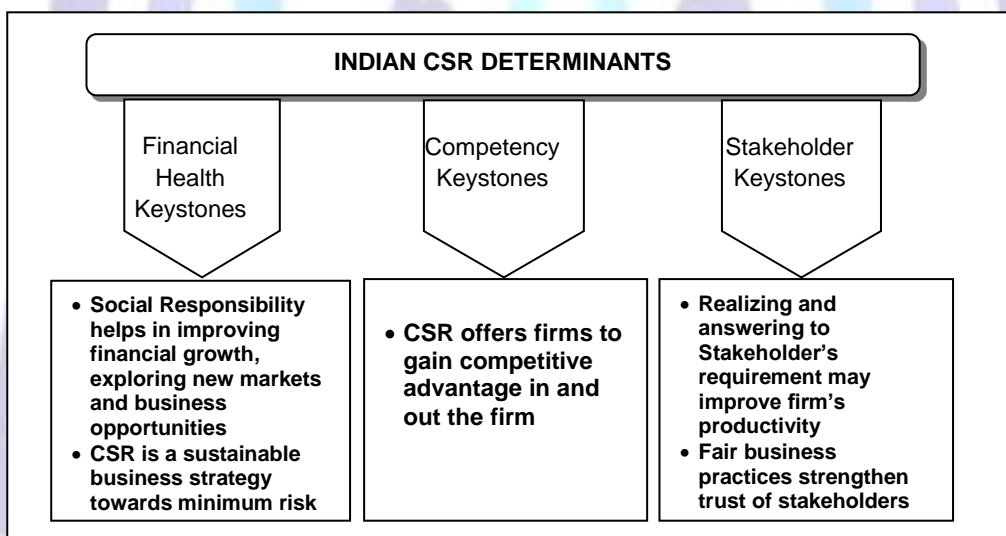 INDIAN CSR DETERMINANTS
Financial
Health
Keystones
Competency
Keystones
Stakeholder
Keystones
• Social Responsibility
helps in improving
financial growth,
exploring new markets
and business
opportunities
• CSR is a sustainable
business strategy
towards minimum risk
• CSR offers firms to
gain competitive
advantage in and
out the firm
• Realizing and
answering to
Stakeholder’s
requirement may
improve firm’s
productivity
• Fair business
practices strengthen
trust of stakeholders